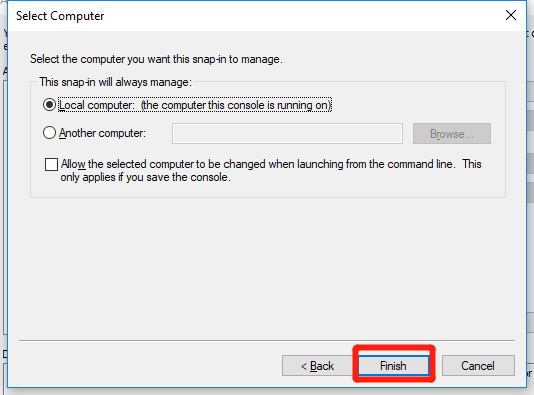 Select Computer
Select the computer you want this snap-in to manage.
This snap-in will always manage:
Local computer: (the computer this console is running on)
Another computer:
Browse...
Allow the selected computer to be changed when launching from the command line. This
only applies if you save the console.
< Back
Finish
Cancel